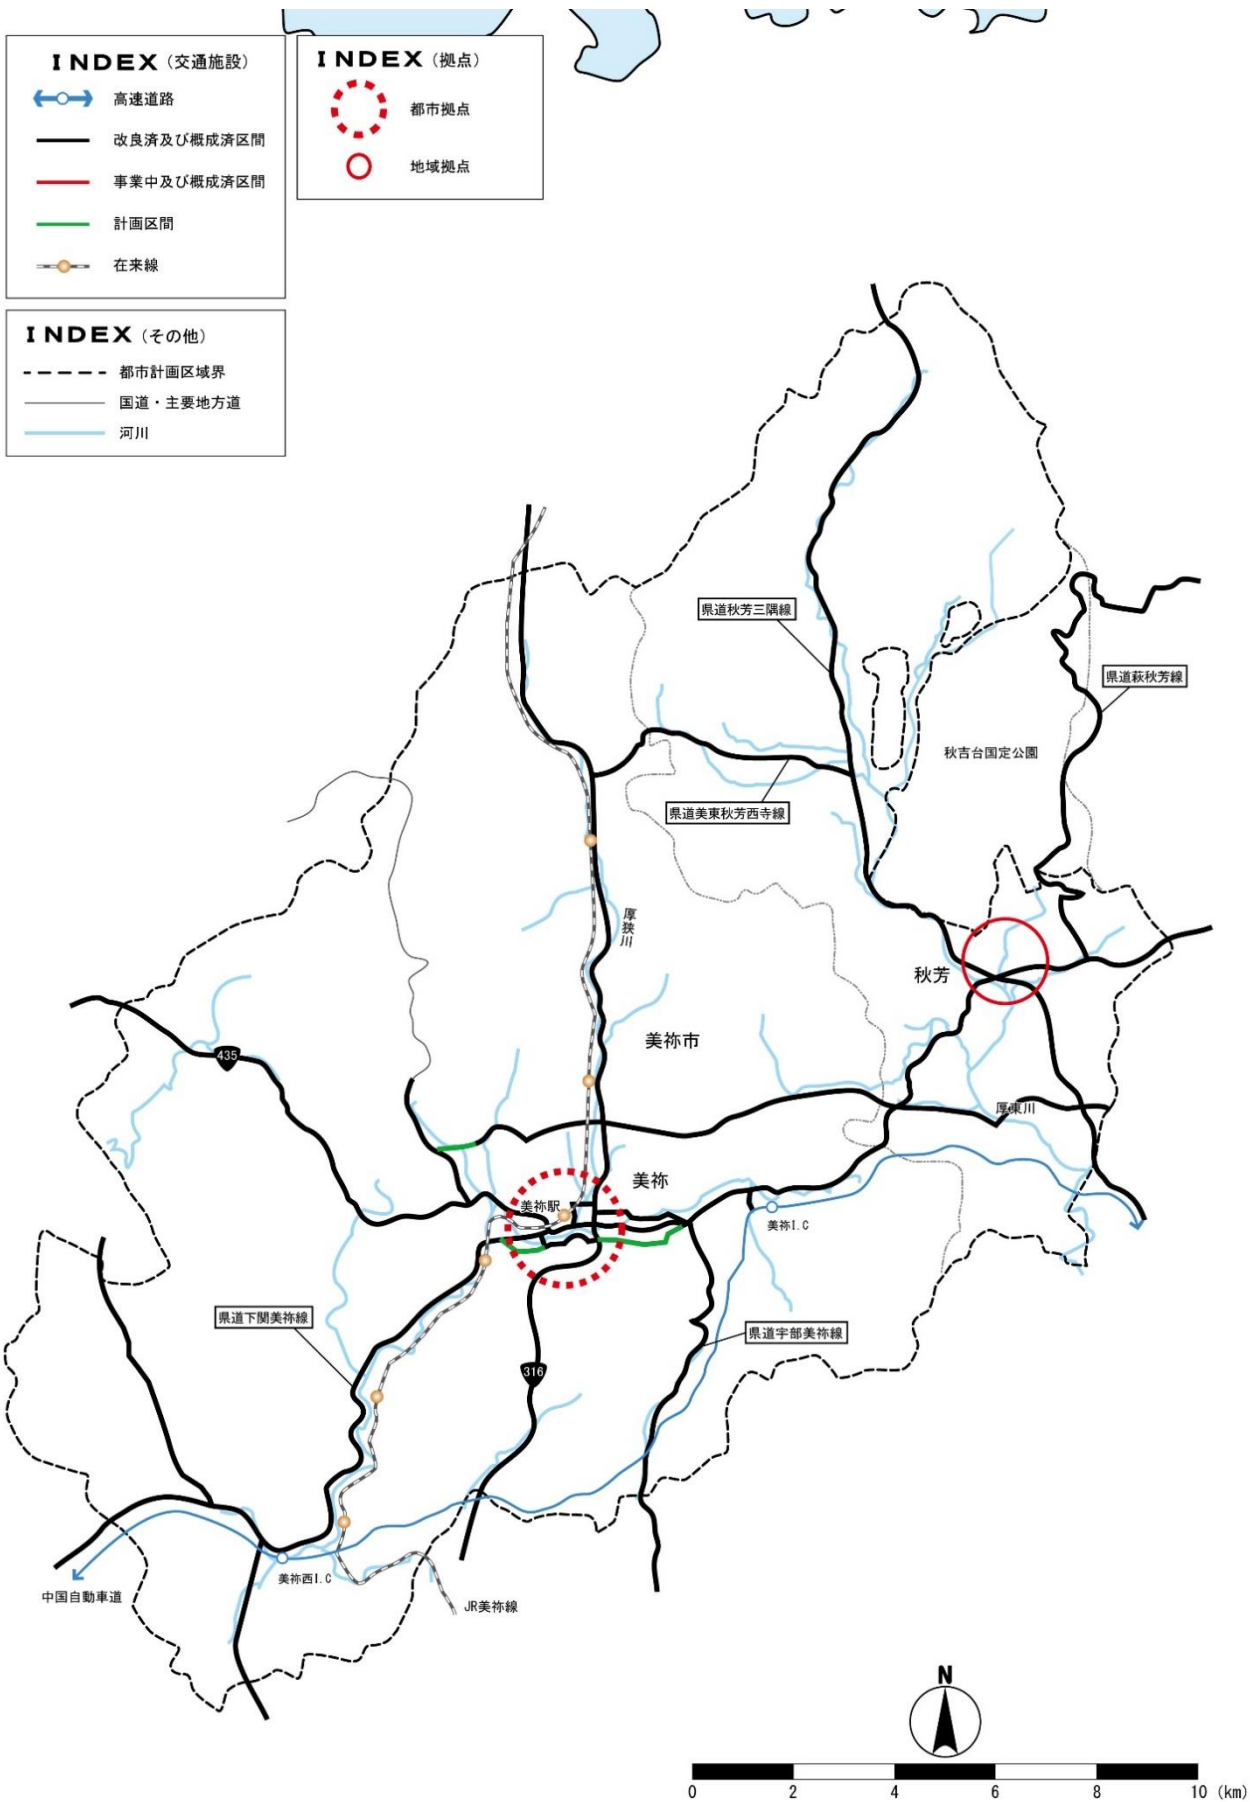 INDEX（交通施設）
高速道路
改良済及び概成済区間
事業中及び概成済区間
計画区間
在来線
INDEX（拠点）
都市拠点
地域拠点
INDEX（その他）
都市計画区域界
国道・主要地方道
河川
県道秋芳三隅線
県道萩秋芳線
秋吉台国定公園
県道美東秋芳西寺線
厚狭川
秋芳
美祢市
435
厚東川
美祢
美祢駅
美祢I.C
県道下関美祢線
県道宇部美祢線
316
美祢西I.C
中国自動車道
JR美祢線
N
0 2 4 6 8 10 (km)